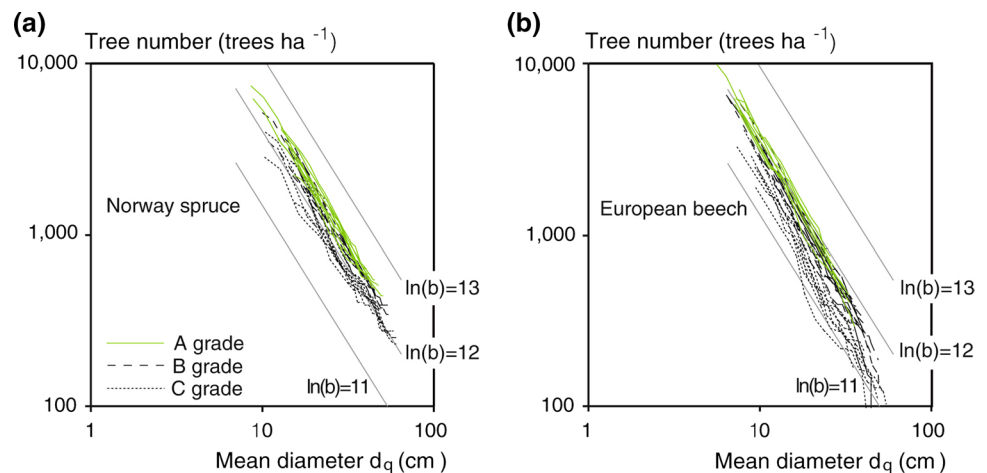 (a)
Tree number (trees ha -1)
10,000
1,000
100
Norway spruce
ln(b)=13
ln(b)=12
ln(b)=11
A grade
B grade
C grade
1
10
100
Mean diameter dq (cm)
(b)
Tree number (trees ha -1)
10,000
1,000
100
European beech
ln(b)=13
ln(b)=12
ln(b)=11
1
10
100
Mean diameter dq (cm)